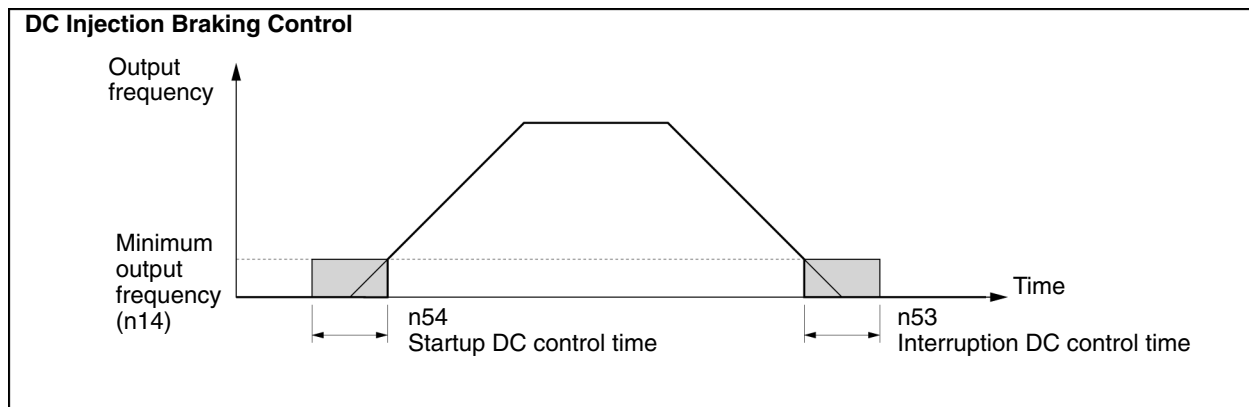 DC Injection Braking Control
Output
frequency
Minimum
output
frequency
(n14)
Time
n54
Startup DC control time
n53
Interruption DC control time